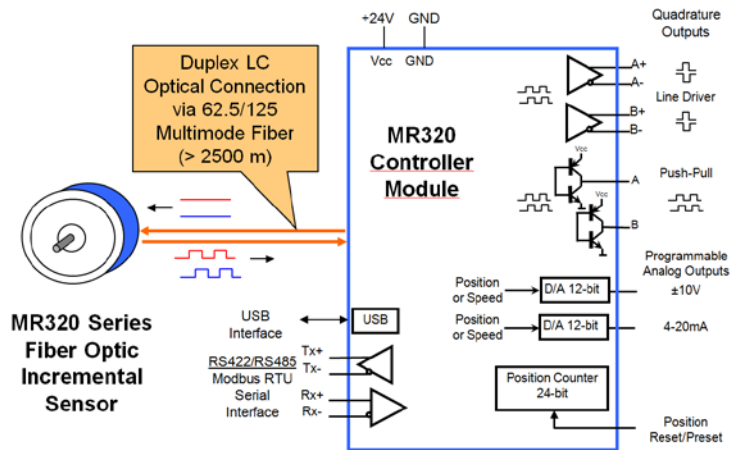 +24V GND
Vcc GND
Duplex LC
Optical Connection
via 62.5/125
Multimode Fiber
(> 2500 m)
MR320
Controller
Module
Quadrature
Outputs
A+
A-
Line Driver
B+
B-
Vcc
Push-Pull
A
Vcc
B
Programmable
Analog Outputs
Position
or Speed
D/A 12-bit
±10V
Position
or Speed
D/A 12-bit
4-20mA
MR320 Series
Fiber Optic
Incremental
Sensor
USB
Interface
USB
RS422/RS485
Modbus RTU
Serial
Interface
Tx+
Tx-
Rx+
Rx-
Position Counter
24-bit
Position
Reset/Preset